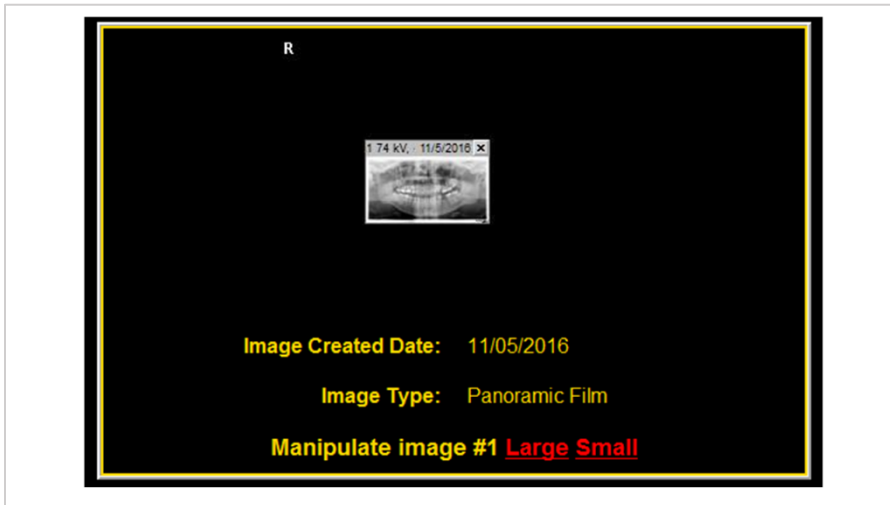 R
1 74 kV, · 11/5/2016 ×
Image Created Date: 11/05/2016
Image Type: Panoramic Film
Manipulate image #1 Large Small